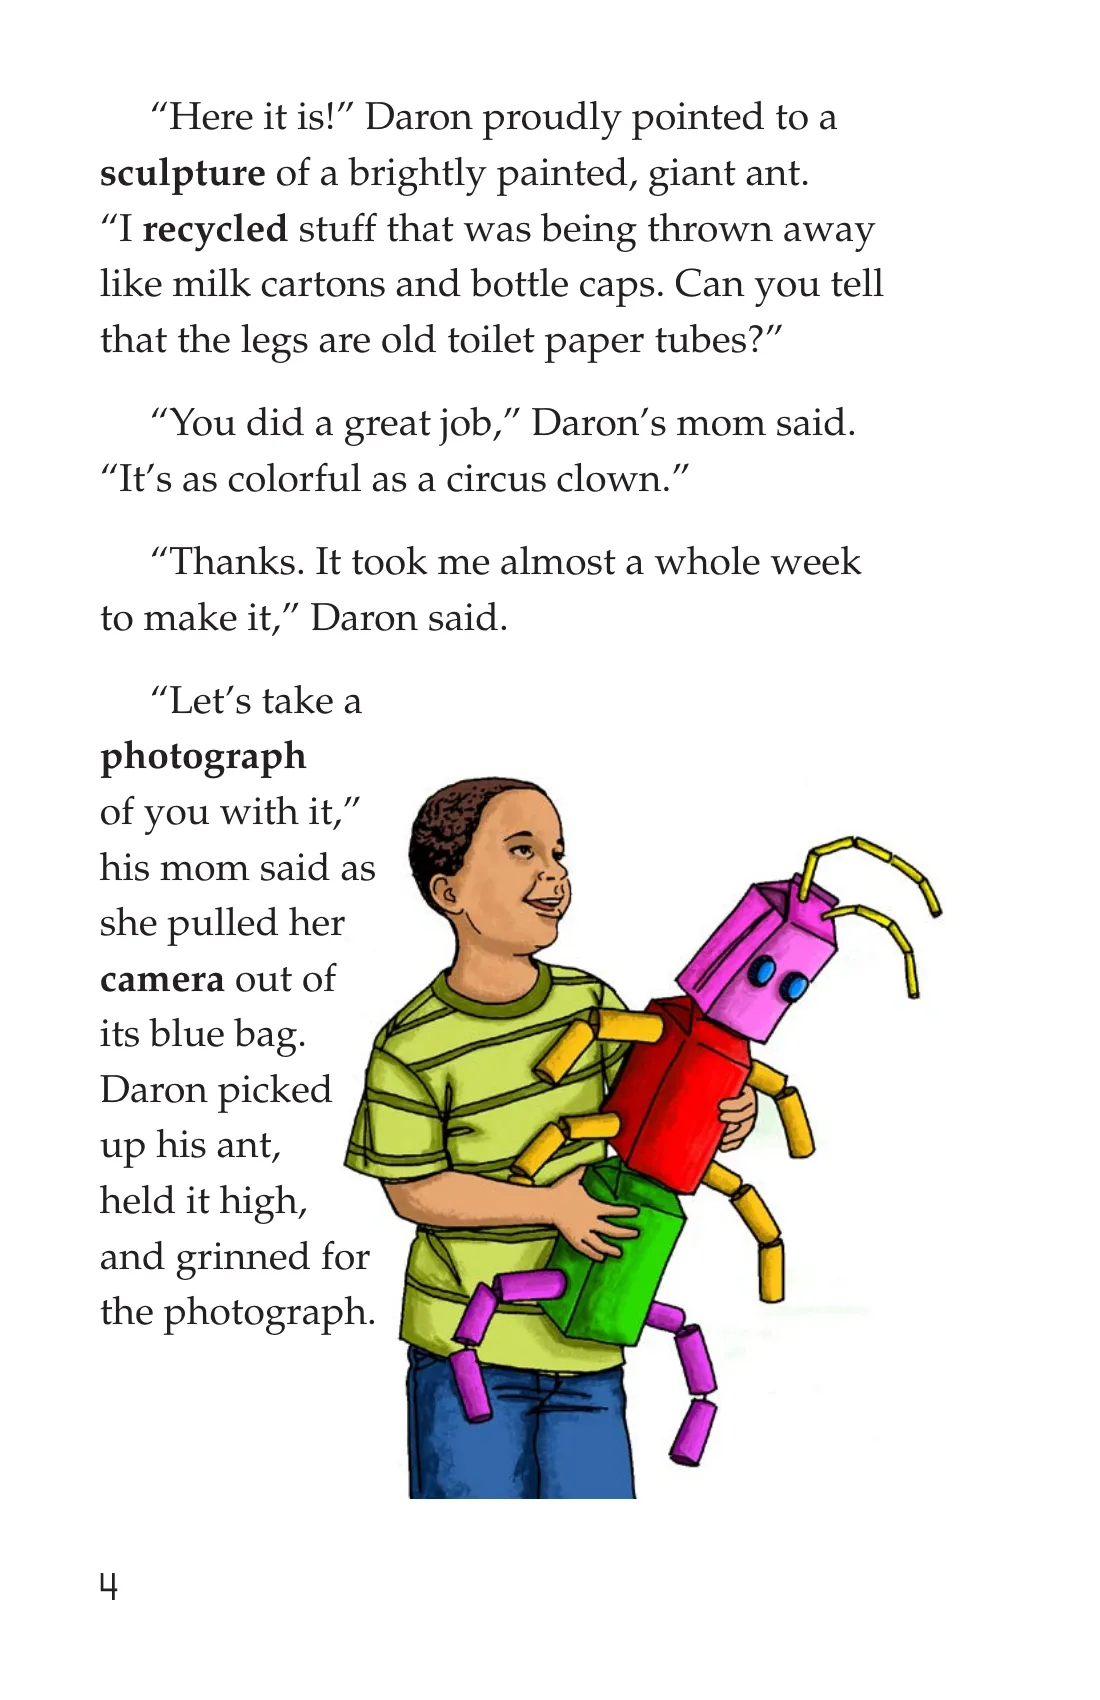 “Here it is!” Daron proudly pointed to a
sculpture of a brightly painted, giant ant.
“I recycled stuff that was being thrown away
like milk cartons and bottle caps. Can you tell
that the legs are old toilet paper tubes?”
“You did a great job,” Daron’s mom said.
“It’s as colorful as a circus clown.”
“Thanks. It took me almost a whole week
to make it,” Daron said.
“Let’s take a
photograph
of you with it,”
his mom said as
she pulled her
camera out of
its blue bag.
Daron picked
up his ant,
held it high,
and grinned for
the photograph.
4